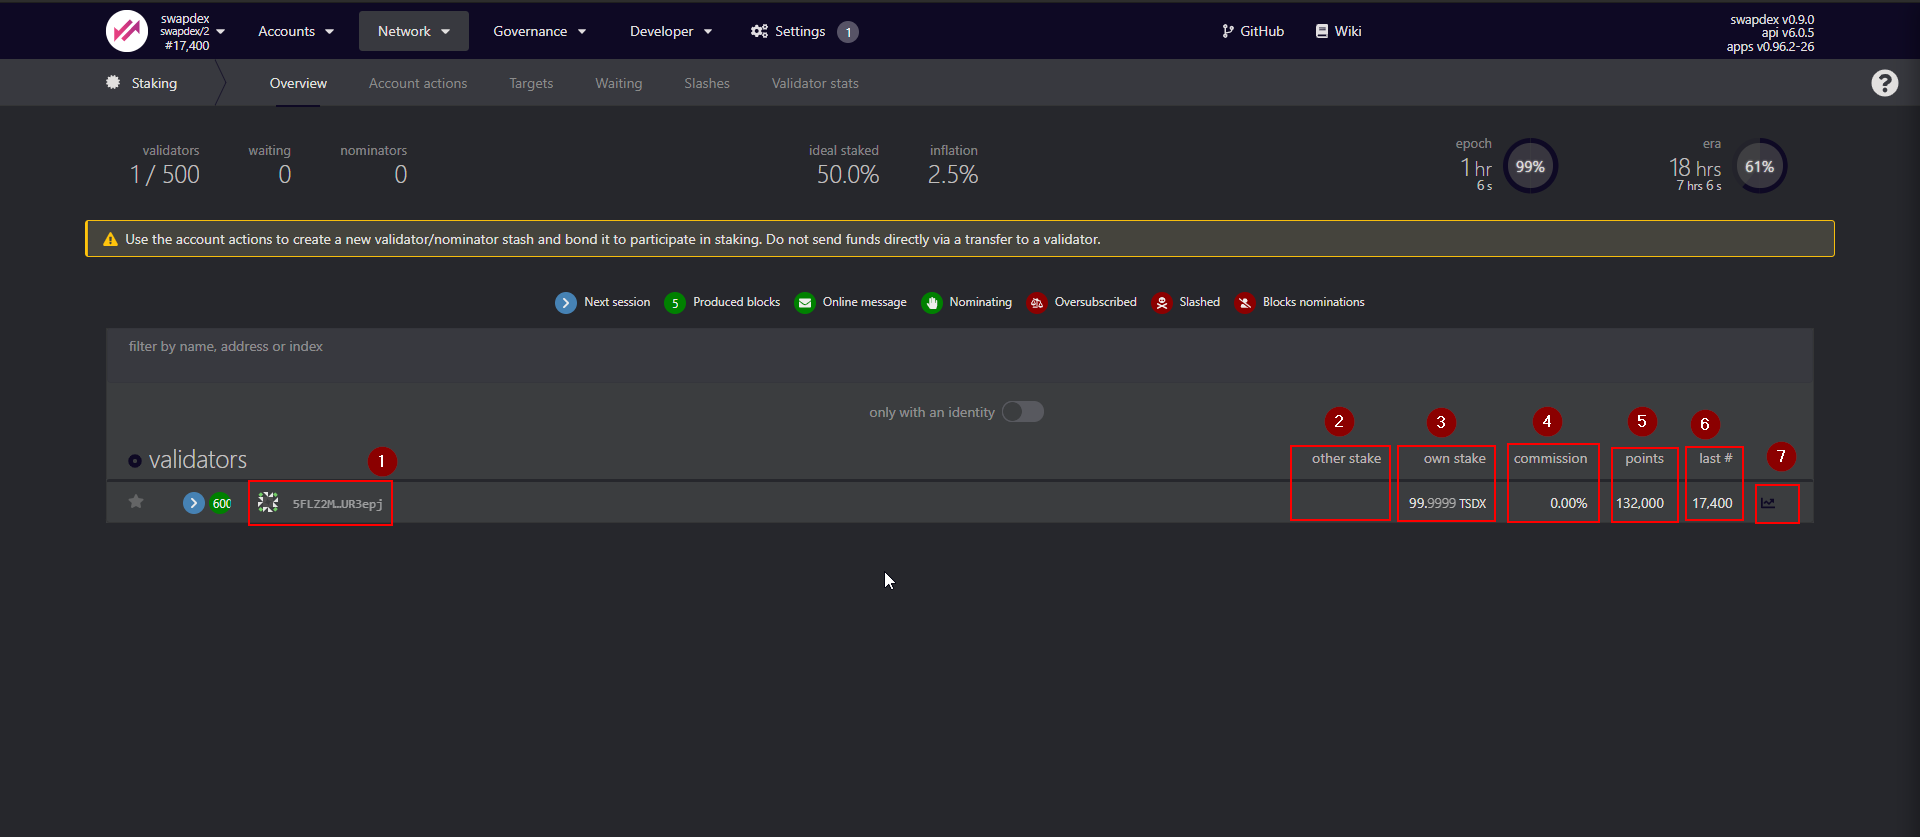 swapdex
swapdex/2
#17,400
Accounts
Network
Governance
Developer
Settings 1
GitHub
Wiki
swapdex v0.9.0
api v6.0.5
apps v0.96.2-26
Staking
Overview
Account actions
Targets
Waiting
Slashes
Validator stats
?
validators
1 / 500
waiting
0
nominators
0
ideal staked
50.0%
inflation
2.5%
epoch
1 hr
6 s
99%
era
18 hrs
7 hrs 6 s
61%
Use the account actions to create a new validator/nominator stash and bond it to participate in staking. Do not send funds directly via a transfer to a validator.
Next session
5 Produced blocks
Online message
Nominating
Oversubscribed
Slashed
Blocks nominations
filter by name, address or index
only with an identity
1
2
3
4
5
6
7
validators
other stake
own stake
commission
points
last #
600
5FLZ2M…UR3epj
99.9999 TSDX
0.00%
132,000
17,400